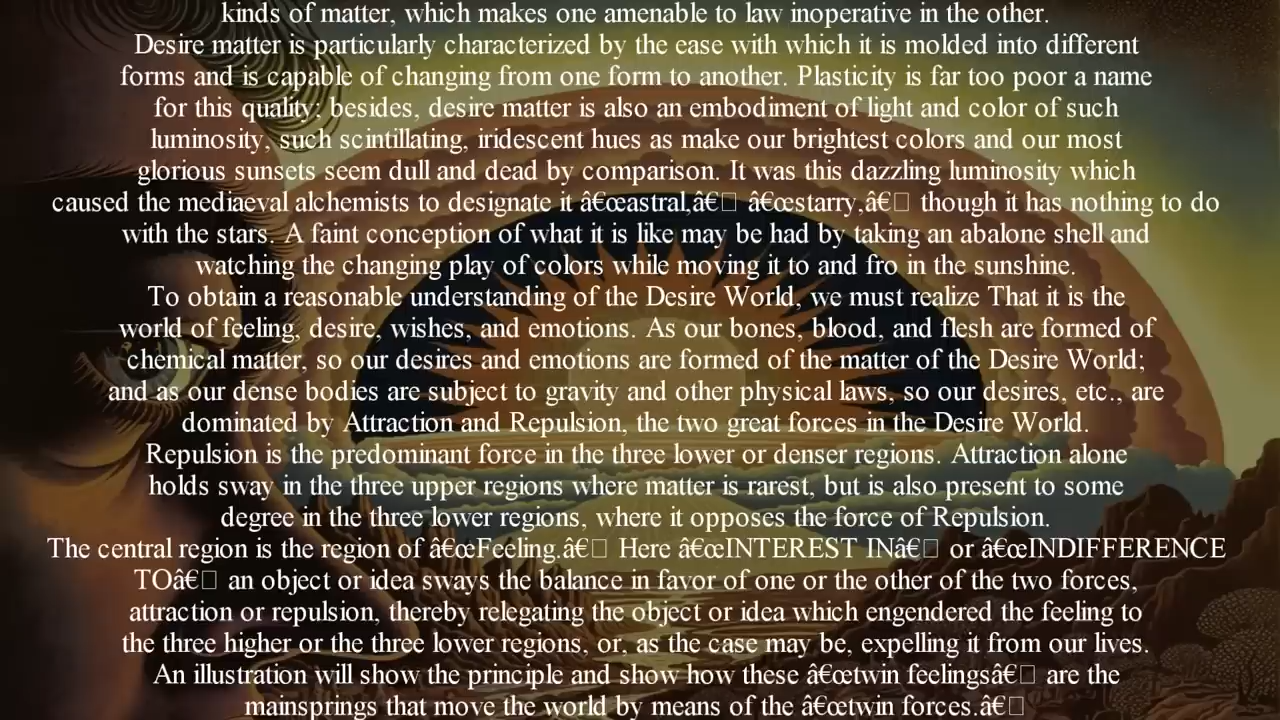 kinds of matter, which makes one amenable to law inoperative in the other.
Desire matter is particularly characterized by the ease with which it is molded into different
forms and is capable of changing from one form to another. Plasticity is far too poor a name
for this quality; besides, desire matter is also an embodiment of light and color of such
luminosity, such scintillating, iridescent hues as make our brightest colors and our most
glorious sunsets seem dull and dead by comparison. It was this dazzling luminosity which
caused the mediaeval alchemists to designate it â€œastral,â€□ â€œstarry,â€□ though it has nothing to do
with the stars. A faint conception of what it is like may be had by taking an abalone shell and
watching the changing play of colors while moving it to and fro in the sunshine.
To obtain a reasonable understanding of the Desire World, we must realize That it is the
world of feeling, desire, wishes, and emotions. As our bones, blood, and flesh are formed of
chemical matter, so our desires and emotions are formed of the matter of the Desire World;
and as our dense bodies are subject to gravity and other physical laws, so our desires, etc., are
dominated by Attraction and Repulsion, the two great forces in the Desire World.
Repulsion is the predominant force in the three lower or denser regions. Attraction alone
holds sway in the three upper regions where matter is rarest, but is also present to some
degree in the three lower regions, where it opposes the force of Repulsion.
The central region is the region of â€œFeeling.â€□ Here â€œINTEREST INâ€□ or â€œINDIFFERENCE
TOâ€□ an object or idea sways the balance in favor of one or the other of the two forces,
attraction or repulsion, thereby relegating the object or idea which engendered the feeling to
the three higher or the three lower regions, or, as the case may be, expelling it from our lives.
An illustration will show the principle and show how these â€œtwin feelingsâ€□ are the
mainsprings that move the world by means of the â€œtwin forces.â€□